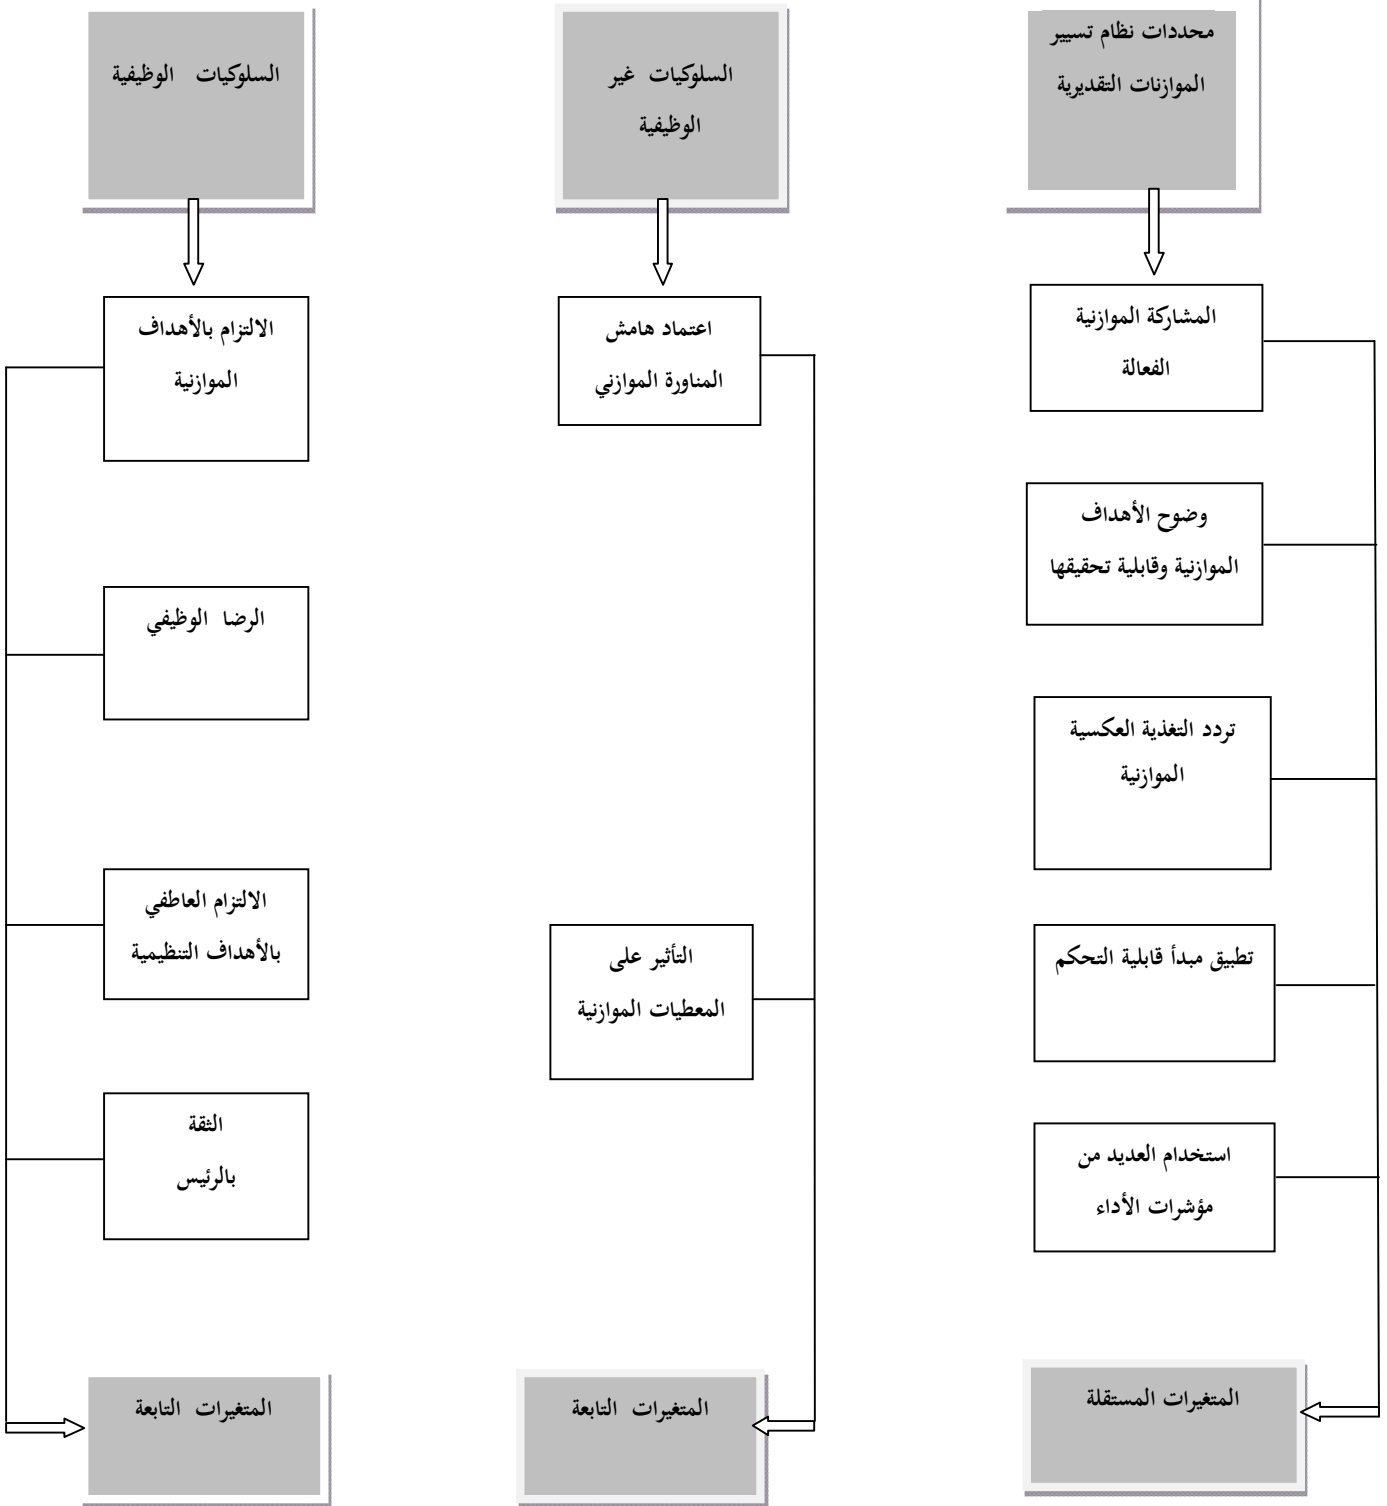 محددات نظام تسيير
الموازنات التقديرية
السلوكيات غير
الوظيفية
السلوكيات الوظيفية
المشاركة الموازنية
الفعالة
اعتماد هامش
المناورة الموازني
الالتزام بالأهداف
الموازنية
وضوح الأهداف
الموازنية وقابلية تحقيقها
الرضا الوظيفي
تردد التغذية العكسية
الموازنية
الالتزام العاطفي
بالأهداف التنظيمية
تطبيق مبدأ قابلية التحكم
التأثير على
المعطيات الموازنية
الثقة
بالرئيس
استخدام العديد من
مؤشرات الأداء
المتغيرات المستقلة
المتغيرات التابعة
المتغيرات التابعة